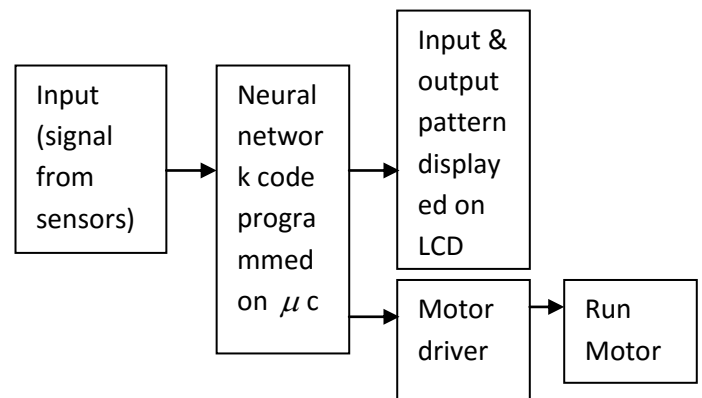 Input
(signal
from
sensors)
Neural
networ
k code
progra
mmed
on μ c
Input &
output
pattern
display
ed on
LCD
Motor
driver
Run
Motor